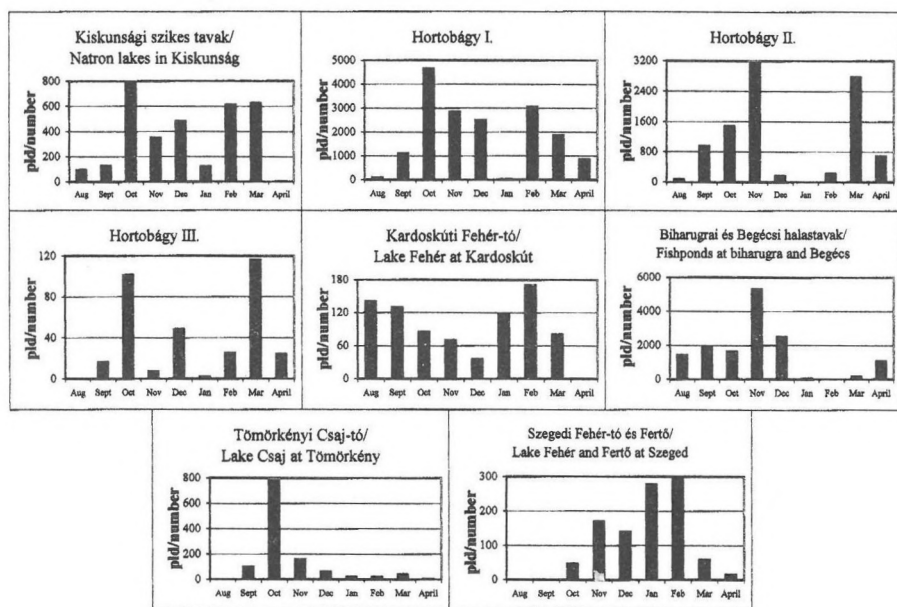 Kiskunsági szikes tavak/
Natron lakes in Kiskunság
pld/number
800
600
400
200
0
Aug Sept Oct Nov Dec Jan Feb Mar April
Hortobágy I.
pld/number
5000
4000
3000
2000
1000
0
Aug Sept Oct Nov Dec Jan Feb Mar April
Hortobágy II.
pld/number
3200
2400
1600
800
0
Aug Sept Oct Nov Dec Jan Feb Mar April
Hortobágy III.
pld/number
120
80
40
0
Aug Sept Oct Nov Dec Jan Feb Mar April
Kardoskúti Fehér-tó/
Lake Fehér at Kardoskút
pld/number
180
120
60
0
Aug Sept Oct Nov Dec Jan Feb Mar April
Biharugrai és Begécsi halastavak/
Fishponds at biharugra and Begécs
pld/number
6000
4000
2000
0
Aug Sept Oct Nov Dec Jan Feb Mar April
Tömörkényi Csaj-tó/
Lake Csaj at Tömörkény
pld/number
800
600
400
200
0
Aug Sept Oct Nov Dec Jan Feb Mar April
Szegedi Fehér-tó és Fertő/
Lake Fehér and Fertő at Szeged
pld/number
300
200
100
0
Aug Sept Oct Nov Dec Jan Feb Mar April